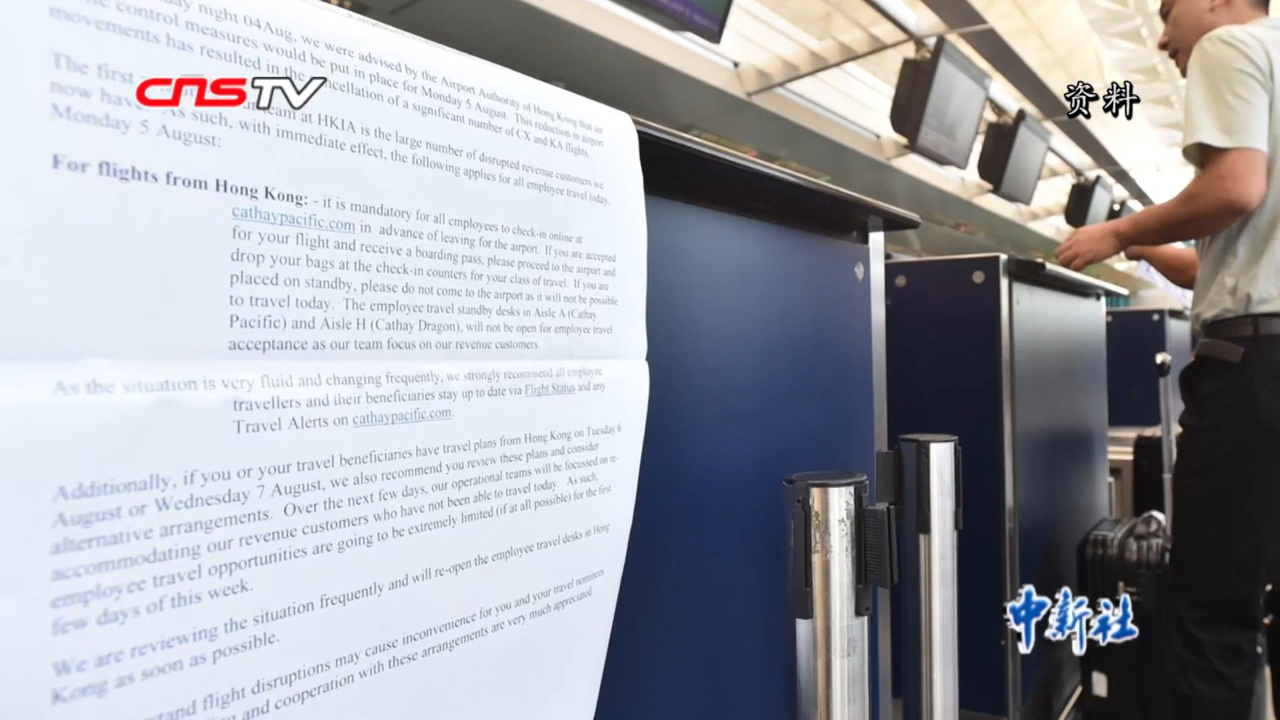 day night 04Aug, we were advised by the Airport Authority of Hong Kong that air
control measures would be put in place for Monday 5 August. This reduction in airport
movements has resulted in the cancellation of a significant number of CX and KA flights.
The first team at HKIA is the large number of disrupted revenue customers we
now have. As such, with immediate effect, the following applies for all employee travel today,
Monday 5 August:
For flights from Hong Kong: - it is mandatory for all employees to check-in online at
cathaypacific.com in advance of leaving for the airport. If you are accepted
for your flight and receive a boarding pass, please proceed to the airport and
drop your bags at the check-in counters for your class of travel. If you are
placed on standby, please do not come to the airport as it will not be possible
to travel today. The employee travel standby desks in Aisle A (Cathay
Pacific) and Aisle H (Cathay Dragon), will not be open for employee travel
acceptance as our team focus on our revenue customers.
As the situation is very fluid and changing frequently, we strongly recommend all employee
travellers and their beneficiaries stay up to date via Flight Status and any
Travel Alerts on cathaypacific.com.
Additionally, if you or your travel beneficiaries have travel plans from Hong Kong on Tuesday 6
August or Wednesday 7 August, we also recommend you review these plans and consider
alternative arrangements. Over the next few days, our operational teams will be focussed on re-
accommodating our revenue customers who have not been able to travel today. As such,
employee travel opportunities are going to be extremely limited (if at all possible) for the first
few days of this week.
We are reviewing the situation frequently and will re-open the employee travel desks in Hong
Kong as soon as possible.
and flight disruptions may cause inconvenience for you and your travel nominees
and cooperation with these arrangements are very much appreciated
CNSTV
资料
中新社